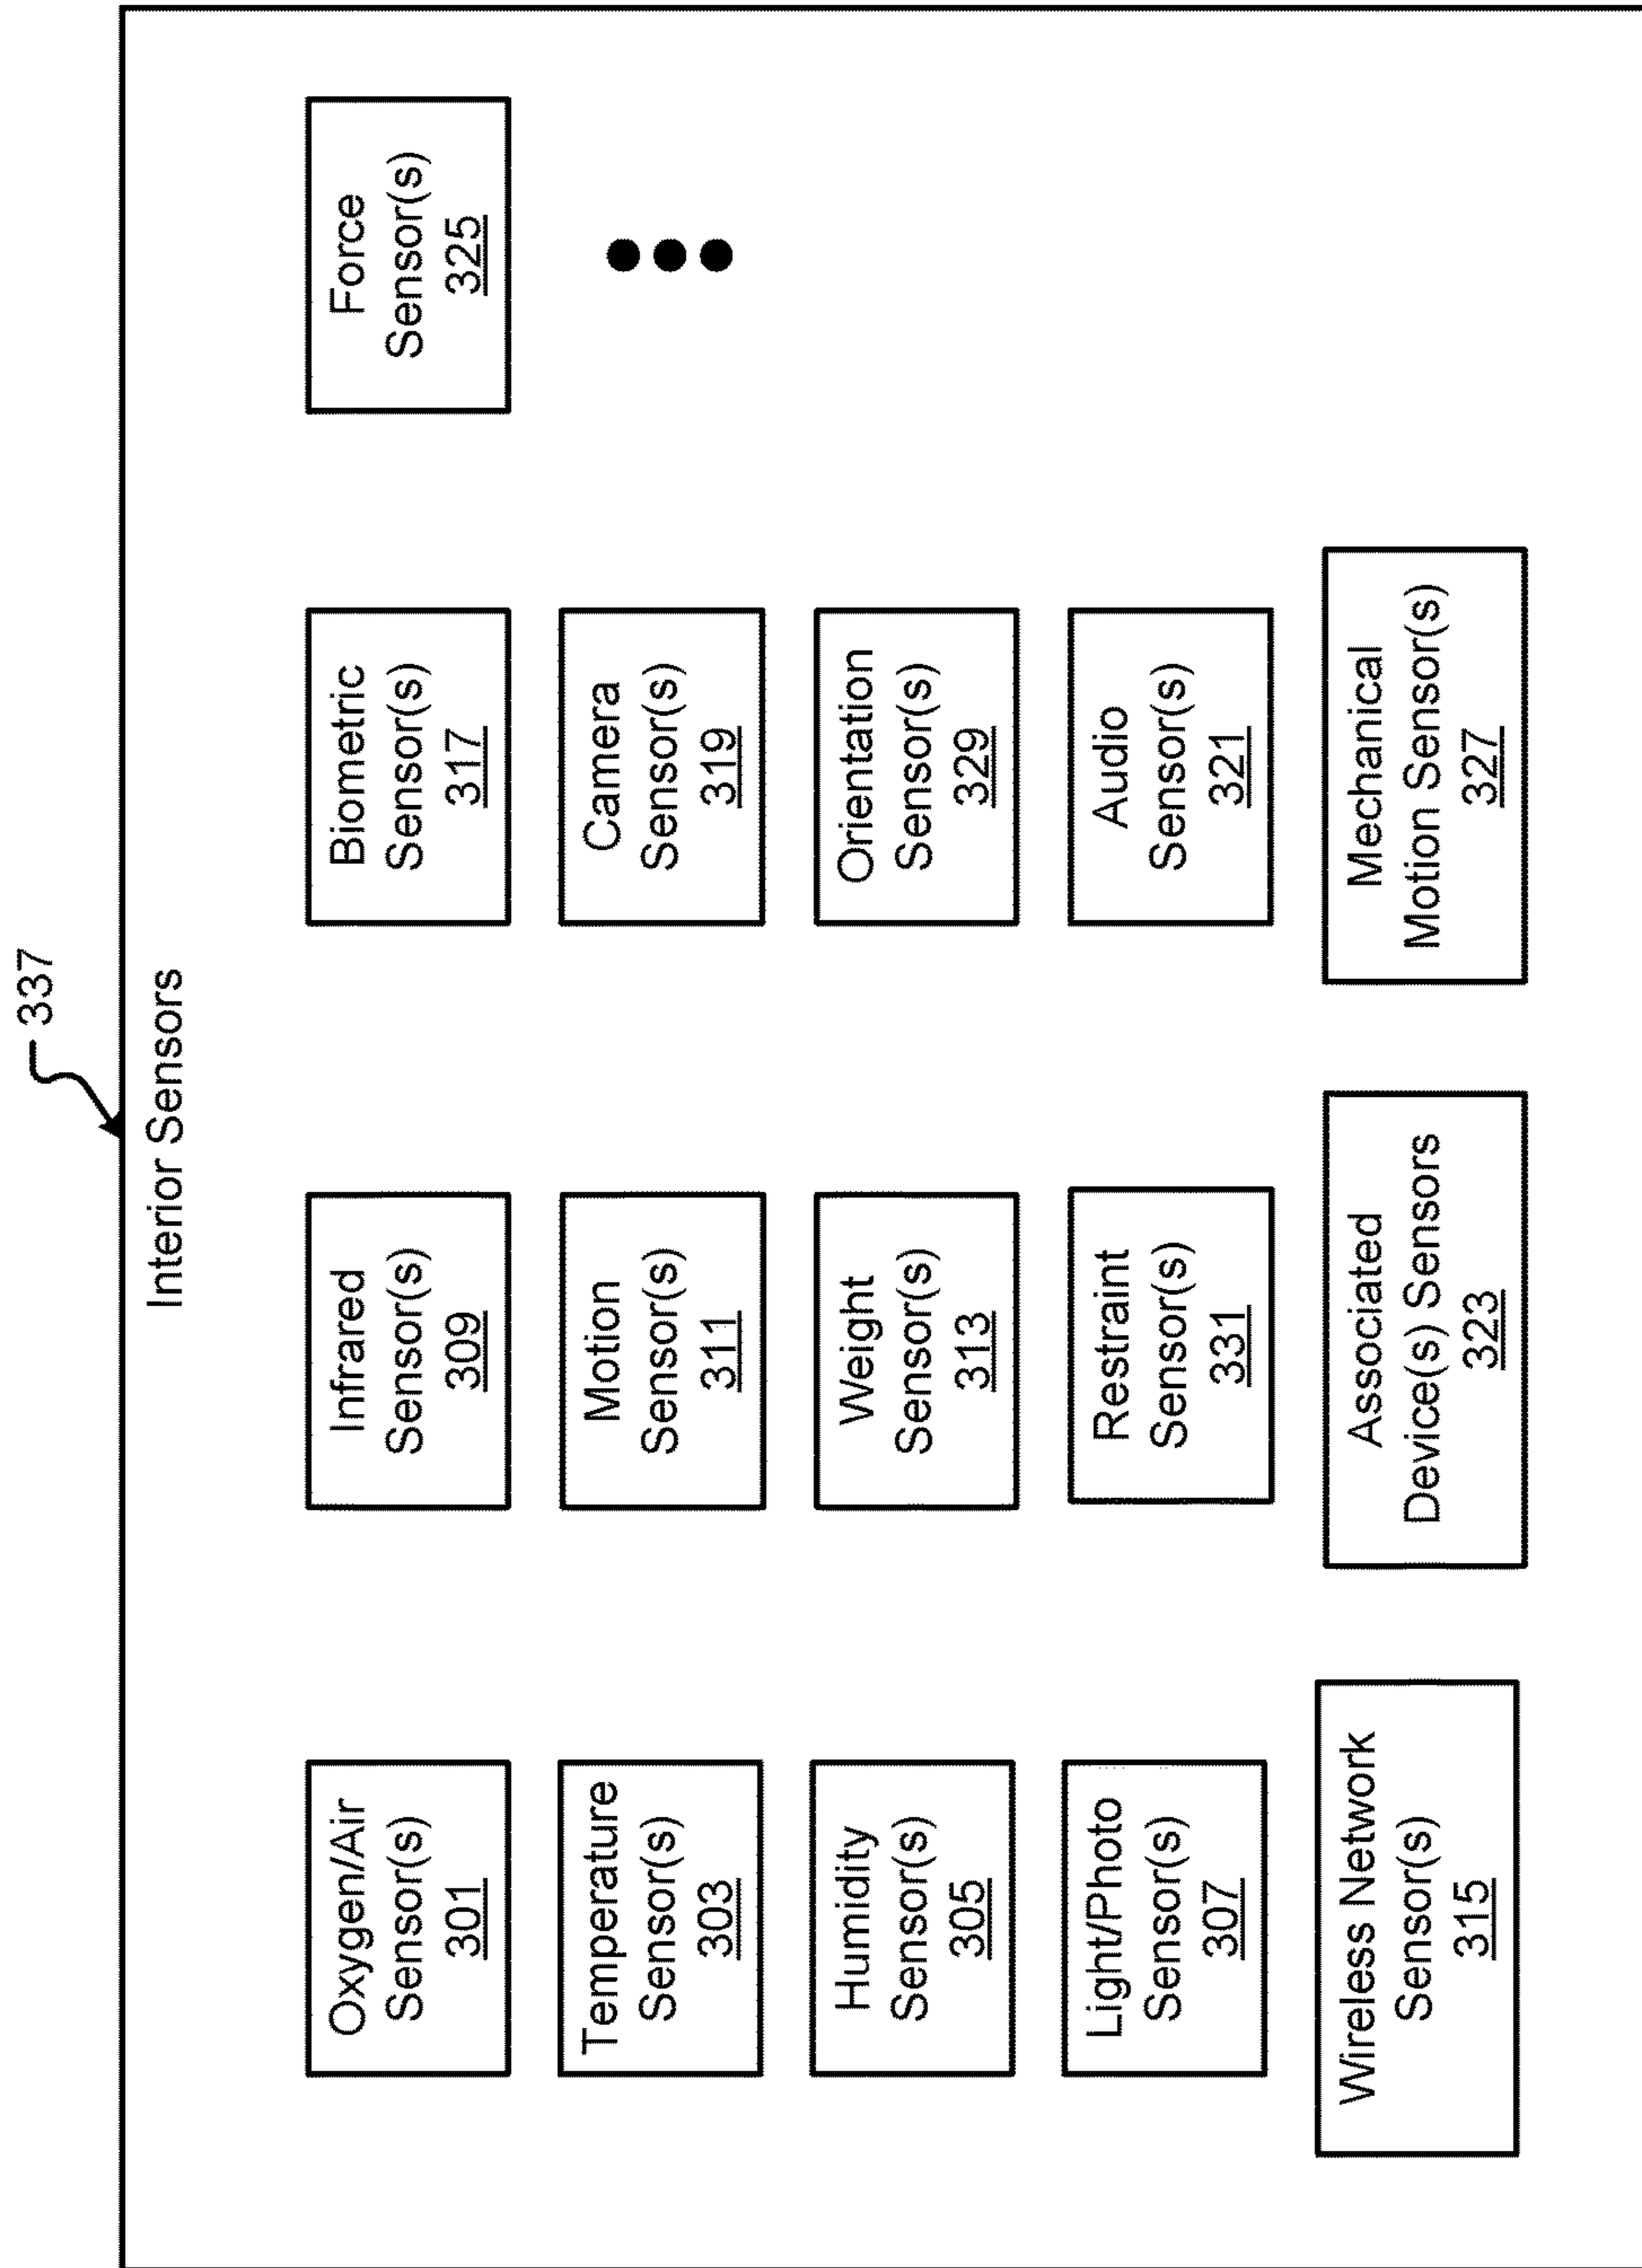 337
Interior Sensors
Oxygen/Air
Sensor(s)
301
Temperature
Sensor(s)
303
Humidity
Sensor(s)
305
Light/Photo
Sensor(s)
307
Wireless Network
Sensor(s)
315
Infrared
Sensor(s)
309
Motion
Sensor(s)
311
Weight
Sensor(s)
313
Restraint
Sensor(s)
331
Associated
Device(s) Sensors
323
Biometric
Sensor(s)
317
Camera
Sensor(s)
319
Orientation
Sensor(s)
329
Audio
Sensor(s)
321
Mechanical
Motion Sensor(s)
327
Force
Sensor(s)
325